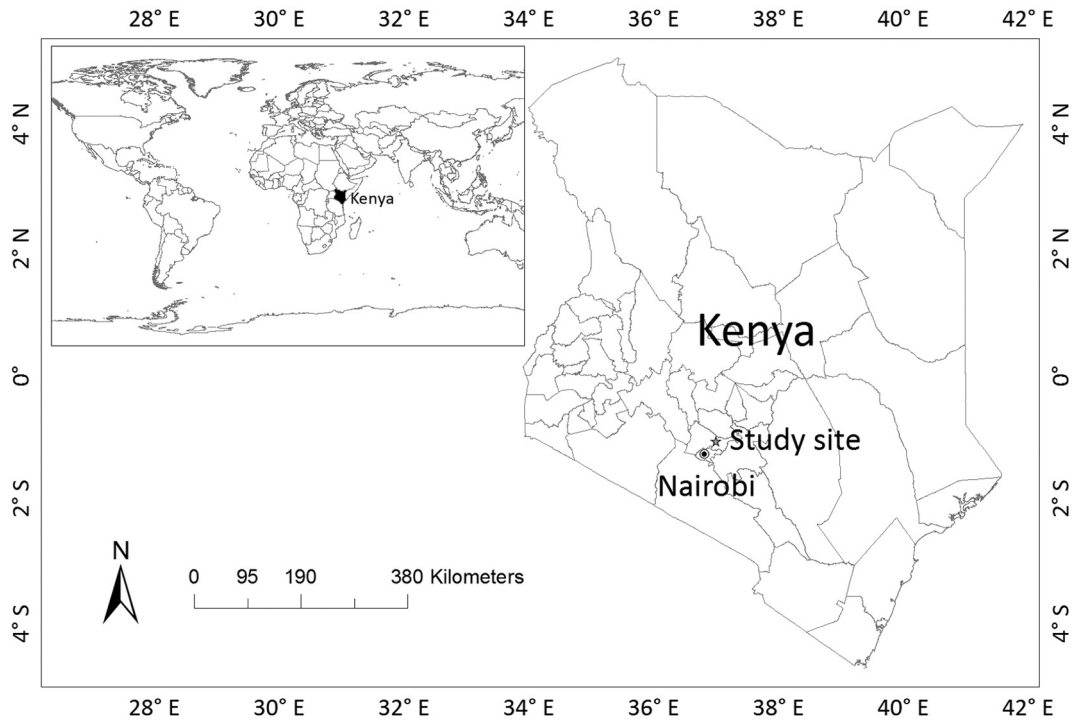 28° E 30° E 32° E 34° E 36° E 38° E 40° E 42° E
4° N 4° N
Kenya
2° N 2° N
Kenya
0° 0°
Study site
Nairobi
2° S 2° S
N
0 95 190 380 Kilometers
4° S 4° S
28° E 30° E 32° E 34° E 36° E 38° E 40° E 42° E